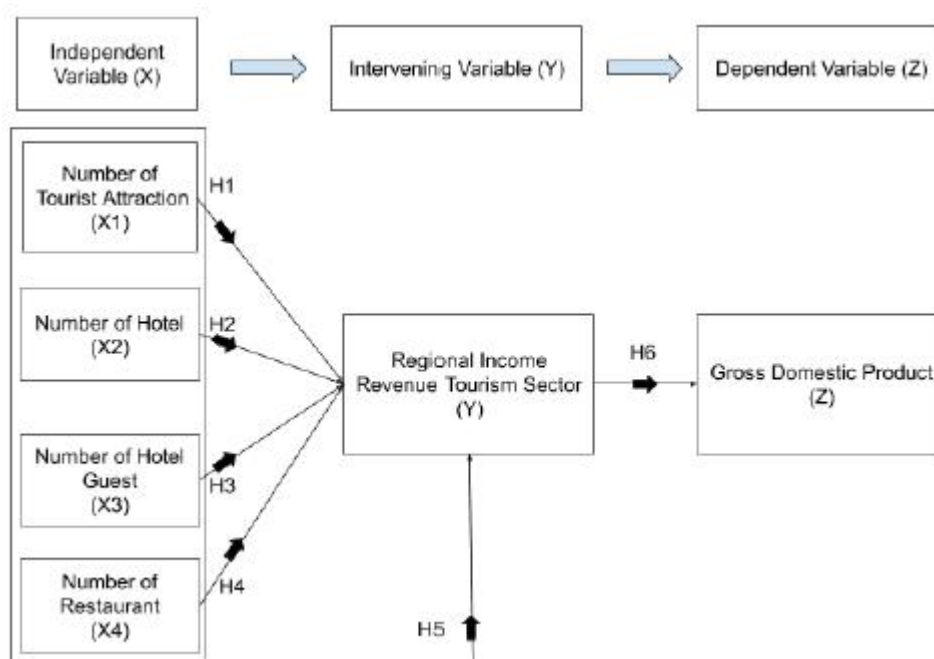 Independent
Variable (X)
Intervening Variable (Y)
Dependent Variable (Z)
Number of
Tourist Attraction
(X1)
H1
Number of Hotel
(X2)
H2
Number of Hotel
Guest
(X3)
H3
Number of
Restaurant
(X4)
H4
Regional Income
Revenue Tourism Sector
(Y)
H5
H6
Gross Domestic Product
(Z)